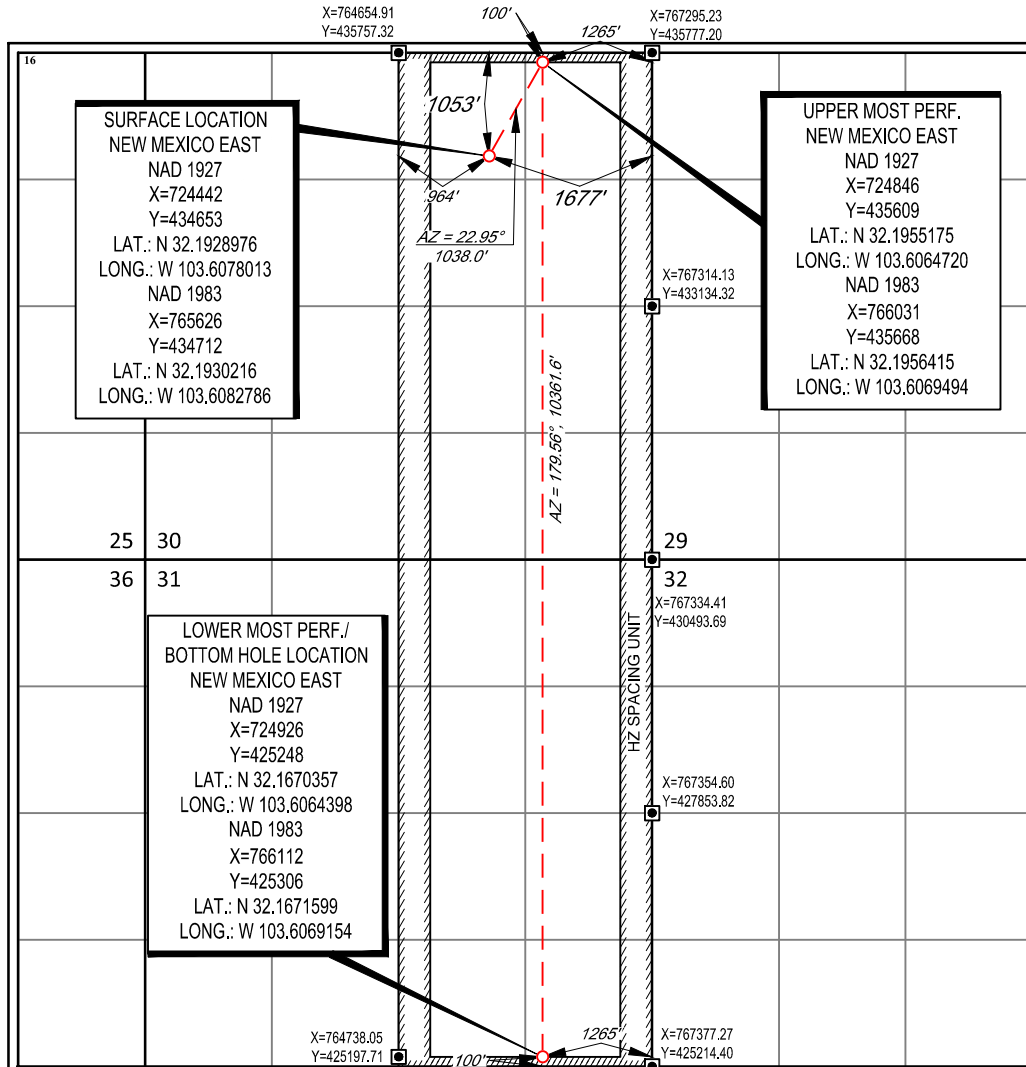 X=764654.91
Y=435757.32
100'
1265'
X=767295.23
Y=435777.20
16
SURFACE LOCATION
NEW MEXICO EAST
NAD 1927
X=724442
Y=434653
LAT.: N 32.1928976
LONG.: W 103.6078013
NAD 1983
X=765626
Y=434712
LAT.: N 32.1930216
LONG.: W 103.6082786
1053'
964'
1677'
AZ = 22.95°
1038.0'
UPPER MOST PERF.
NEW MEXICO EAST
NAD 1927
X=724846
Y=435609
LAT.: N 32.1955175
LONG.: W 103.6064720
NAD 1983
X=766031
Y=435668
LAT.: N 32.1956415
LONG.: W 103.6069494
X=767314.13
Y=433134.32
AZ = 179.56°, 10361.6'
25 30
29
36 31
32
X=767334.41
Y=430493.69
HZ SPACING UNIT
LOWER MOST PERF./
BOTTOM HOLE LOCATION
NEW MEXICO EAST
NAD 1927
X=724926
Y=425248
LAT.: N 32.1670357
LONG.: W 103.6064398
NAD 1983
X=766112
Y=425306
LAT.: N 32.1671599
LONG.: W 103.6069154
X=767354.60
Y=427853.82
X=764738.05
Y=425197.71
100'
1265'
X=767377.27
Y=425214.40